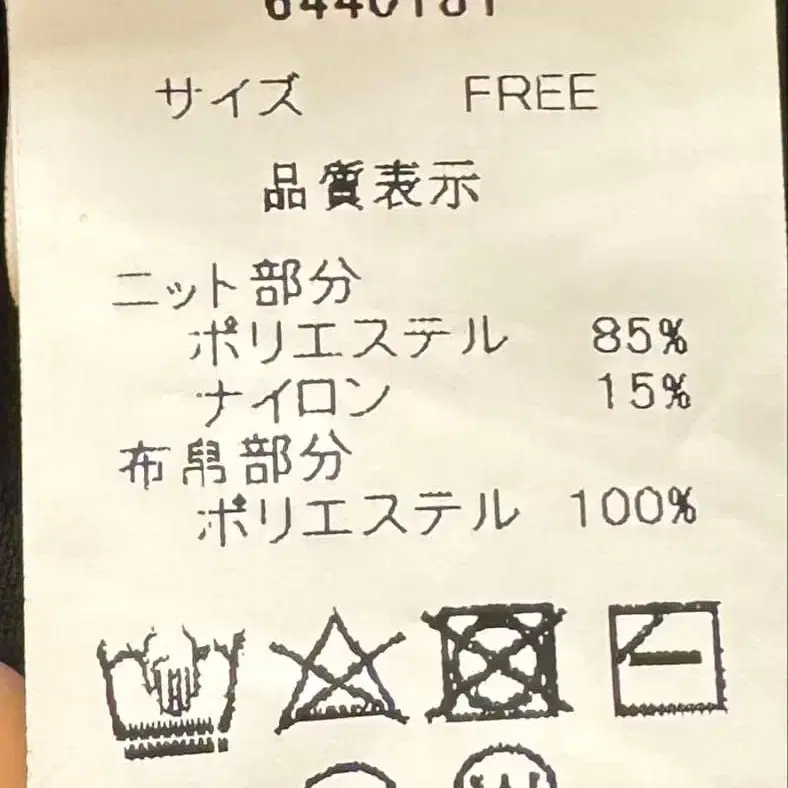 サイズ FREE
品質表示
ニット部分
ポリエステル 85%
ナイロン 15%
布帛部分
ポリエステル 100%